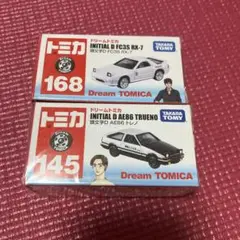 トミカ
ドリームトミカ
INITIAL D FC3S RX-7
頭文字D FC3S RX-7
TAKARA TOMY
168
Dream TOMICA
トミカ
ドリームトミカ
INITIAL D AE86 TRUENO
頭文字D AE86 トレノ
TAKARA TOMY
145
Dream TOMICA